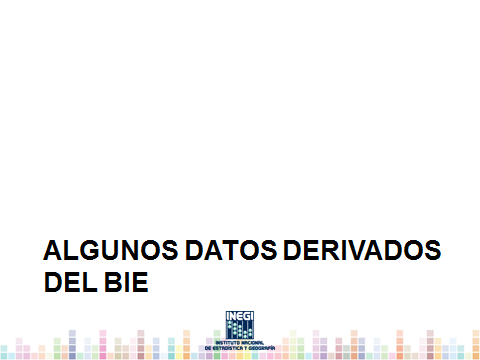 ALGUNOS DATOS DERIVADOS
DEL BIE
INEGI
INSTITUTO NACIONAL
DE ESTADÍSTICA Y GEOGRAFÍA